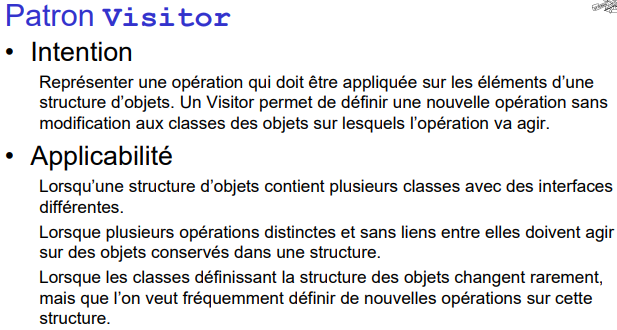 Patron Visitor
• Intention
Représenter une opération qui doit être appliquée sur les éléments d’une
structure d’objets. Un Visitor permet de définir une nouvelle opération sans
modification aux classes des objets sur lesquels l’opération va agir.
• Applicabilité
Lorsqu’une structure d’objets contient plusieurs classes avec des interfaces
différentes.
Lorsque plusieurs opérations distinctes et sans liens entre elles doivent agir
sur des objets conservés dans une structure.
Lorsque les classes définissant la structure des objets changent rarement,
mais que l’on veut fréquemment définir de nouvelles opérations sur cette
structure.